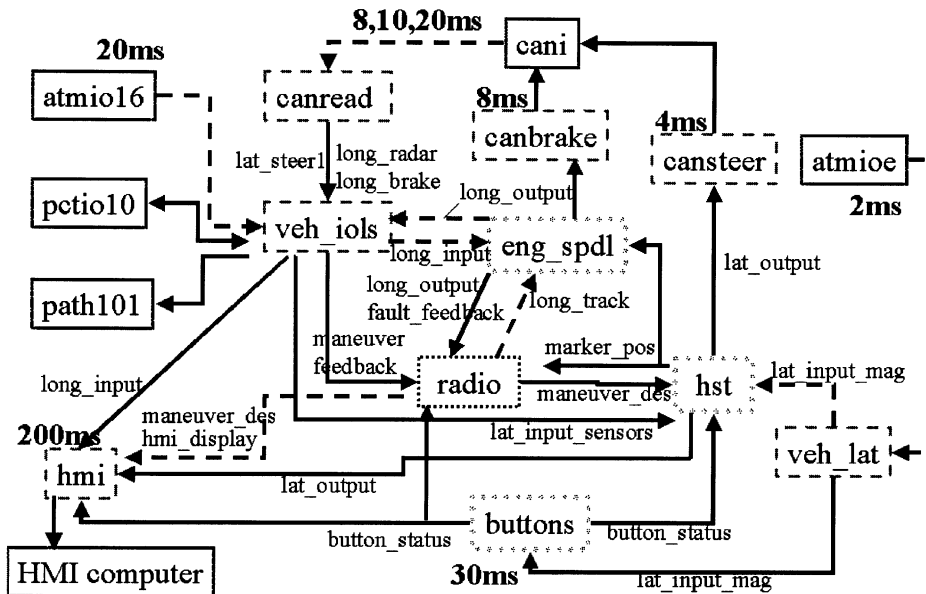 8,10,20ms
cani
20ms
atmio16
canread
8ms
canbrake
4ms
cansteer
atmioe
2ms
lat_steer1
long_radar
long_brake
pctio10
long_output
veh_iols
long_input
eng_spdl
lat_output
path101
long_output
fault_feedback
long_track
maneuver
feedback
marker_pos
long_input
radio
maneuver_des
hst
lat_input_mag
maneuver_des
hmi_display
lat_input_sensors
200ms
hmi
veh_lat
lat_output
buttons
button_status
button_status
HMI computer
30ms
lat_input_mag